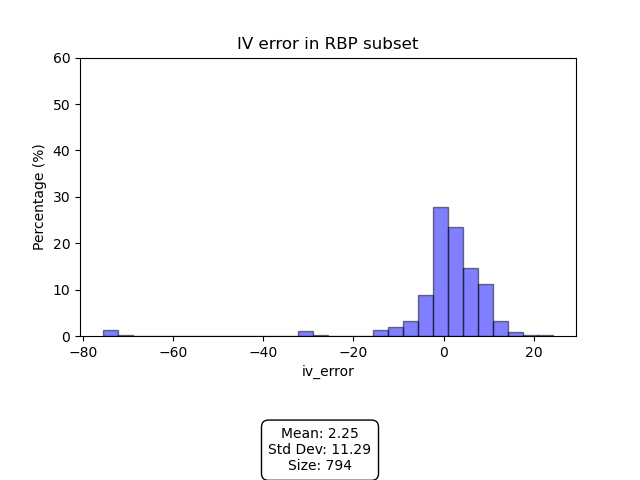 IV error in RBP subset
60
50
40
30
20
10
0
Percentage (%)
−80 −60 −40 −20 0 20
iv_error
Mean: 2.25
Std Dev: 11.29
Size: 794